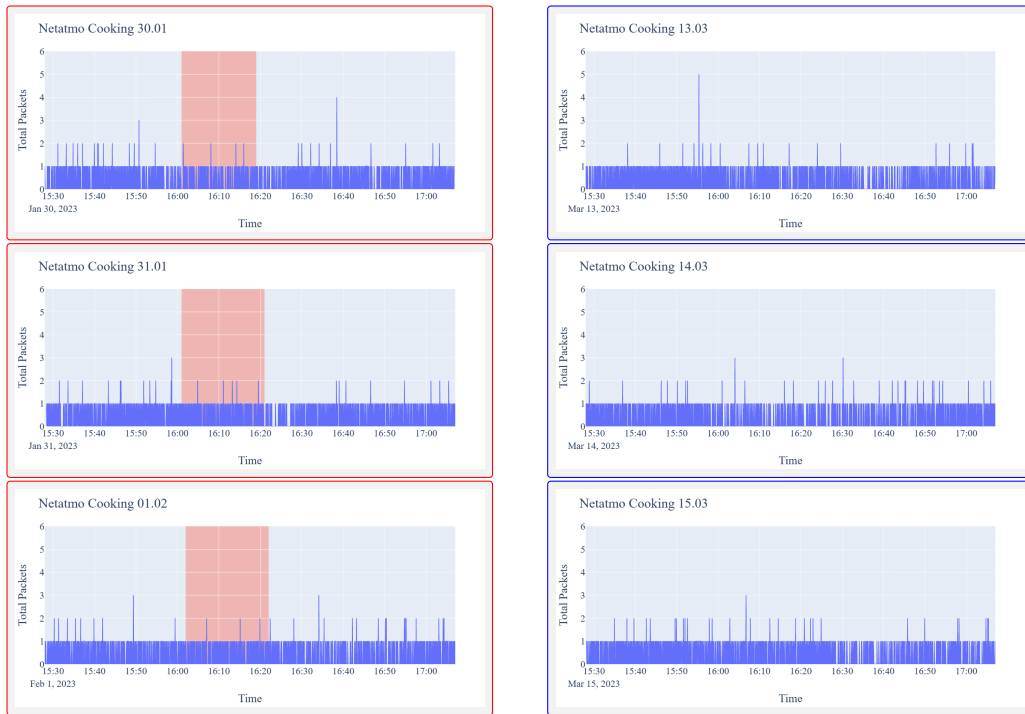 Netatmo Cooking 30.01
6
5
4
3
2
1
0
Total Packets
15:30 15:40 15:50 16:00 16:10 16:20 16:30 16:40 16:50 17:00
Jan 30, 2023
Time
Netatmo Cooking 13.03
6
5
4
3
2
1
0
Total Packets
15:30 15:40 15:50 16:00 16:10 16:20 16:30 16:40 16:50 17:00
Mar 13, 2023
Time
Netatmo Cooking 31.01
6
5
4
3
2
1
0
Total Packets
15:30 15:40 15:50 16:00 16:10 16:20 16:30 16:40 16:50 17:00
Jan 31, 2023
Time
Netatmo Cooking 14.03
6
5
4
3
2
1
0
Total Packets
15:30 15:40 15:50 16:00 16:10 16:20 16:30 16:40 16:50 17:00
Mar 14, 2023
Time
Netatmo Cooking 01.02
6
5
4
3
2
1
0
Total Packets
15:30 15:40 15:50 16:00 16:10 16:20 16:30 16:40 16:50 17:00
Feb 1, 2023
Time
Netatmo Cooking 15.03
6
5
4
3
2
1
0
Total Packets
15:30 15:40 15:50 16:00 16:10 16:20 16:30 16:40 16:50 17:00
Mar 15, 2023
Time